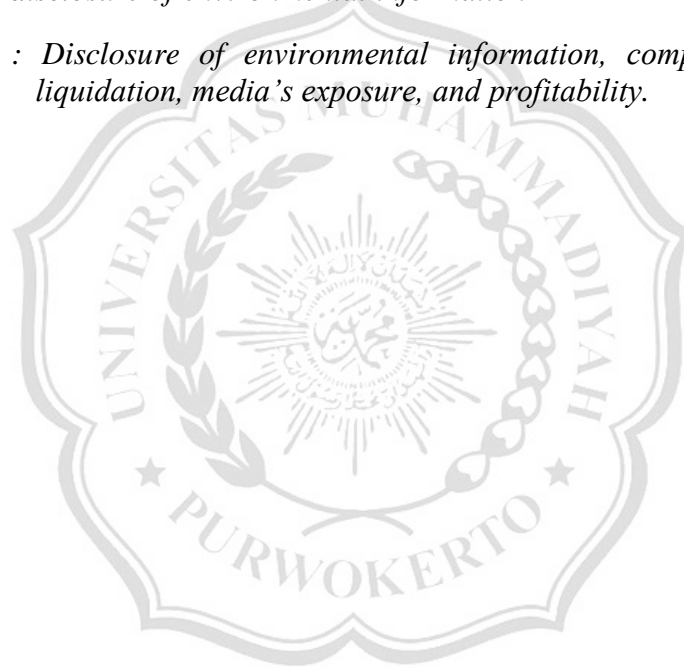 disclosure of environmental information.
: Disclosure of environmental information, comp
liquidation, media's exposure, and profitability.
UNIVERSITAS MUHAMMADIYAH
PURWOKERTO